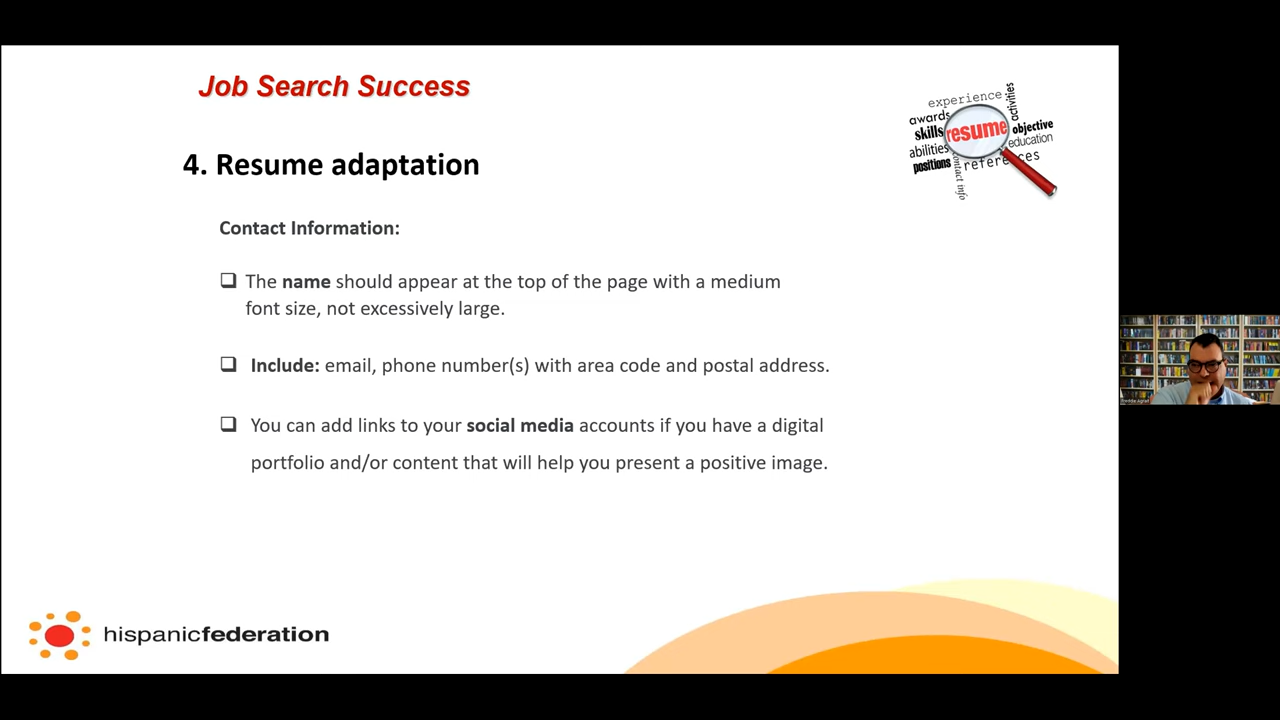 Job Search Success
4. Resume adaptation
experience
activities
awards
skills
resume
objective
abilities
education
positions
references
contact info
Contact Information:
The name should appear at the top of the page with a medium
font size, not excessively large.
Include: email, phone number(s) with area code and postal address.
You can add links to your social media accounts if you have a digital
portfolio and/or content that will help you present a positive image.
hispanicfederation